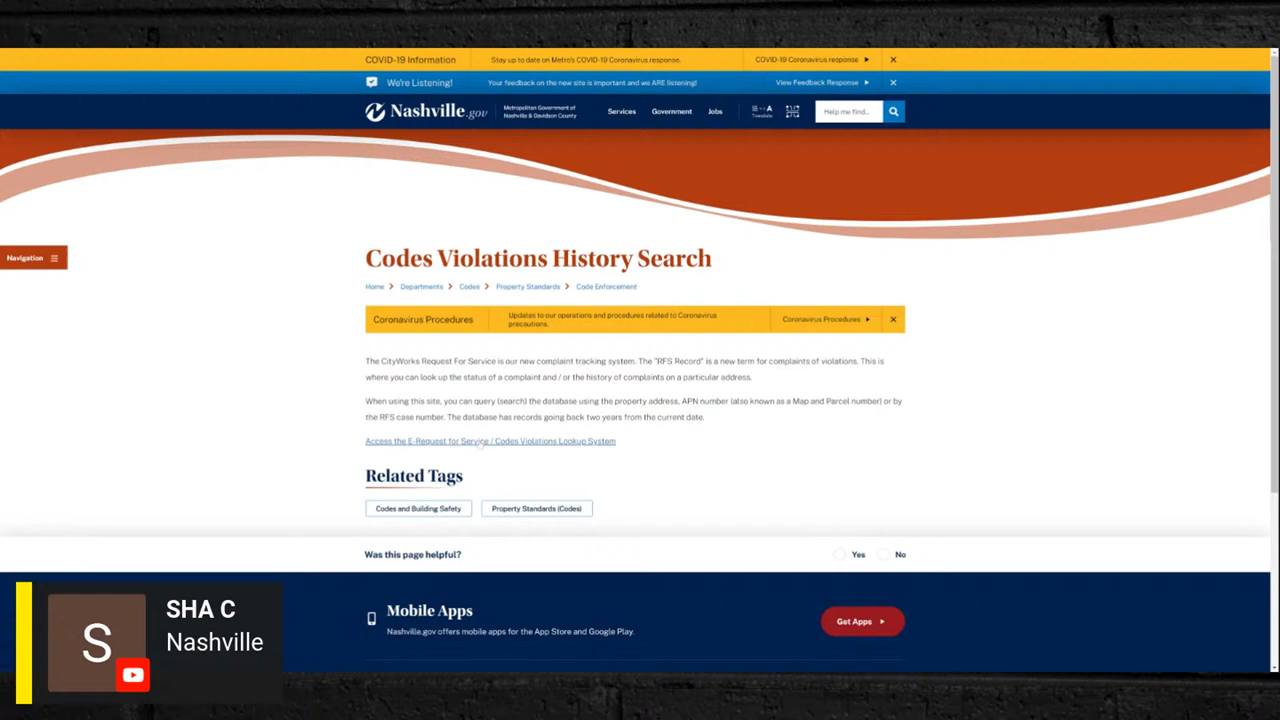 COVID-19 Information
Stay up to date on Metro's COVID-19 Coronavirus response.
COVID-19 Coronavirus response
We're Listening!
Your feedback on the new site is important and we ARE listening!
View Feedback Response
Nashville.gov
Metropolitan Government of
Nashville & Davidson County
Services
Government
Jobs
Translate
Help me find...
Navigation
Codes Violations History Search
Home
Departments
Codes
Property Standards
Code Enforcement
Coronavirus Procedures
Updates to our operations and procedures related to Coronavirus
precautions.
Coronavirus Procedures
The CityWorks Request For Service is our new complaint tracking system. The "RFS Record" is a new term for complaints of violations. This is
where you can look up the status of a complaint and / or the history of complaints on a particular address.
When using this site, you can query (search) the database using the property address, APN number (also known as a Map and Parcel number) or by
the RFS case number. The database has records going back two years from the current date.
Access the E-Request for Service / Codes Violations Lookup System
Related Tags
Codes and Building Safety
Property Standards (Codes)
Was this page helpful?
Yes
No
Mobile Apps
Nashville.gov offers mobile apps for the App Store and Google Play.
Get Apps
S
SHA C
Nashville